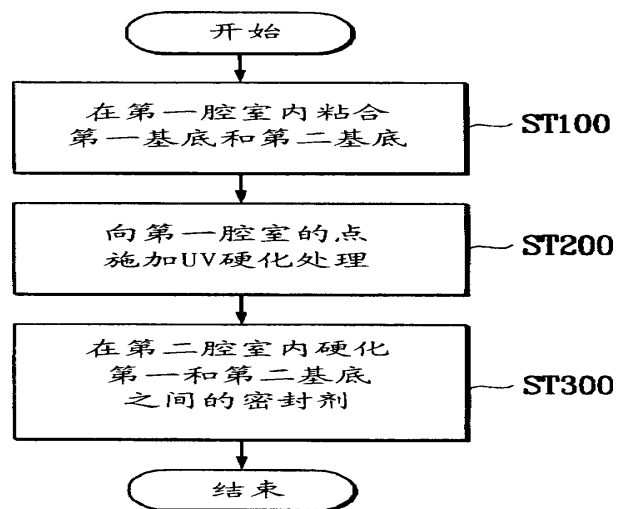 开始
在第一腔室内粘合
第一基底和第二基底
ST100
向第一腔室的点
施加UV硬化处理
ST200
在第二腔室内硬化
第一和第二基底
之间的密封剂
ST300
结束